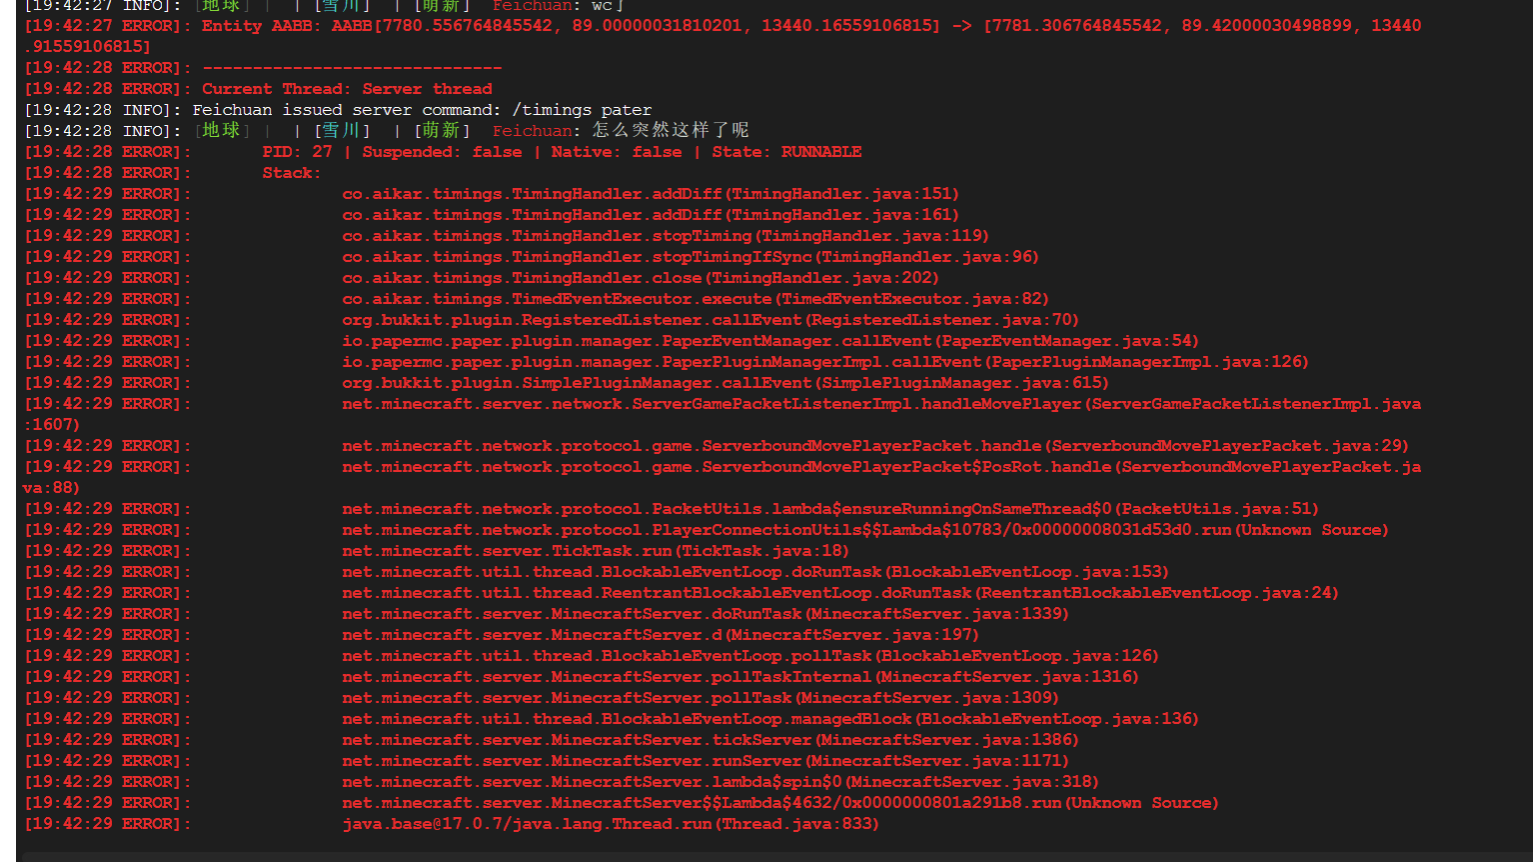 [19:42:27 INFO]: [地球] | | [雪川] | [萌新] Feichuan: wc了
[19:42:27 ERROR]: Entity AABB: AABB[7780.556764845542, 89.00000031810201, 13440.16559106815] -> [7781.306764845542, 89.42000030498899, 13440
.91559106815]
[19:42:28 ERROR]: ------------------------------
[19:42:28 ERROR]: Current Thread: Server thread
[19:42:28 INFO]: Feichuan issued server command: /timings pater
[19:42:28 INFO]: [地球] | | [雪川] | [萌新] Feichuan: 怎么突然这样了呢
[19:42:28 ERROR]: PID: 27 | Suspended: false | Native: false | State: RUNNABLE
[19:42:28 ERROR]: Stack:
[19:42:29 ERROR]: co.aikar.timings.TimingHandler.addDiff(TimingHandler.java:151)
[19:42:29 ERROR]: co.aikar.timings.TimingHandler.addDiff(TimingHandler.java:161)
[19:42:29 ERROR]: co.aikar.timings.TimingHandler.stopTiming(TimingHandler.java:119)
[19:42:29 ERROR]: co.aikar.timings.TimingHandler.stopTimingIfSync(TimingHandler.java:96)
[19:42:29 ERROR]: co.aikar.timings.TimingHandler.close(TimingHandler.java:202)
[19:42:29 ERROR]: co.aikar.timings.TimedEventExecutor.execute(TimedEventExecutor.java:82)
[19:42:29 ERROR]: org.bukkit.plugin.RegisteredListener.callEvent(RegisteredListener.java:70)
[19:42:29 ERROR]: io.papermc.paper.plugin.manager.PaperEventManager.callEvent(PaperEventManager.java:54)
[19:42:29 ERROR]: io.papermc.paper.plugin.manager.PaperPluginManagerImpl.callEvent(PaperPluginManagerImpl.java:126)
[19:42:29 ERROR]: org.bukkit.plugin.SimplePluginManager.callEvent(SimplePluginManager.java:615)
[19:42:29 ERROR]: net.minecraft.server.network.ServerGamePacketListenerImpl.handleMovePlayer(ServerGamePacketListenerImpl.java
:1607)
[19:42:29 ERROR]: net.minecraft.network.protocol.game.ServerboundMovePlayerPacket.handle(ServerboundMovePlayerPacket.java:29)
[19:42:29 ERROR]: net.minecraft.network.protocol.game.ServerboundMovePlayerPacket$PosRot.handle(ServerboundMovePlayerPacket.ja
va:88)
[19:42:29 ERROR]: net.minecraft.network.protocol.PacketUtils.lambda$ensureRunningOnSameThread$0(PacketUtils.java:51)
[19:42:29 ERROR]: net.minecraft.network.protocol.PlayerConnectionUtils$$Lambda$10783/0x00000008031d53d0.run(Unknown Source)
[19:42:29 ERROR]: net.minecraft.server.TickTask.run(TickTask.java:18)
[19:42:29 ERROR]: net.minecraft.util.thread.BlockableEventLoop.doRunTask(BlockableEventLoop.java:153)
[19:42:29 ERROR]: net.minecraft.util.thread.ReentrantBlockableEventLoop.doRunTask(ReentrantBlockableEventLoop.java:24)
[19:42:29 ERROR]: net.minecraft.server.MinecraftServer.doRunTask(MinecraftServer.java:1339)
[19:42:29 ERROR]: net.minecraft.server.MinecraftServer.d(MinecraftServer.java:197)
[19:42:29 ERROR]: net.minecraft.util.thread.BlockableEventLoop.pollTask(BlockableEventLoop.java:126)
[19:42:29 ERROR]: net.minecraft.server.MinecraftServer.pollTaskInternal(MinecraftServer.java:1316)
[19:42:29 ERROR]: net.minecraft.server.MinecraftServer.pollTask(MinecraftServer.java:1309)
[19:42:29 ERROR]: net.minecraft.util.thread.BlockableEventLoop.managedBlock(BlockableEventLoop.java:136)
[19:42:29 ERROR]: net.minecraft.server.MinecraftServer.tickServer(MinecraftServer.java:1386)
[19:42:29 ERROR]: net.minecraft.server.MinecraftServer.runServer(MinecraftServer.java:1171)
[19:42:29 ERROR]: net.minecraft.server.MinecraftServer.lambda$spin$0(MinecraftServer.java:318)
[19:42:29 ERROR]: net.minecraft.server.MinecraftServer$$Lambda$4632/0x0000000801a291b8.run(Unknown Source)
[19:42:29 ERROR]: java.base@17.0.7/java.lang.Thread.run(Thread.java:833)